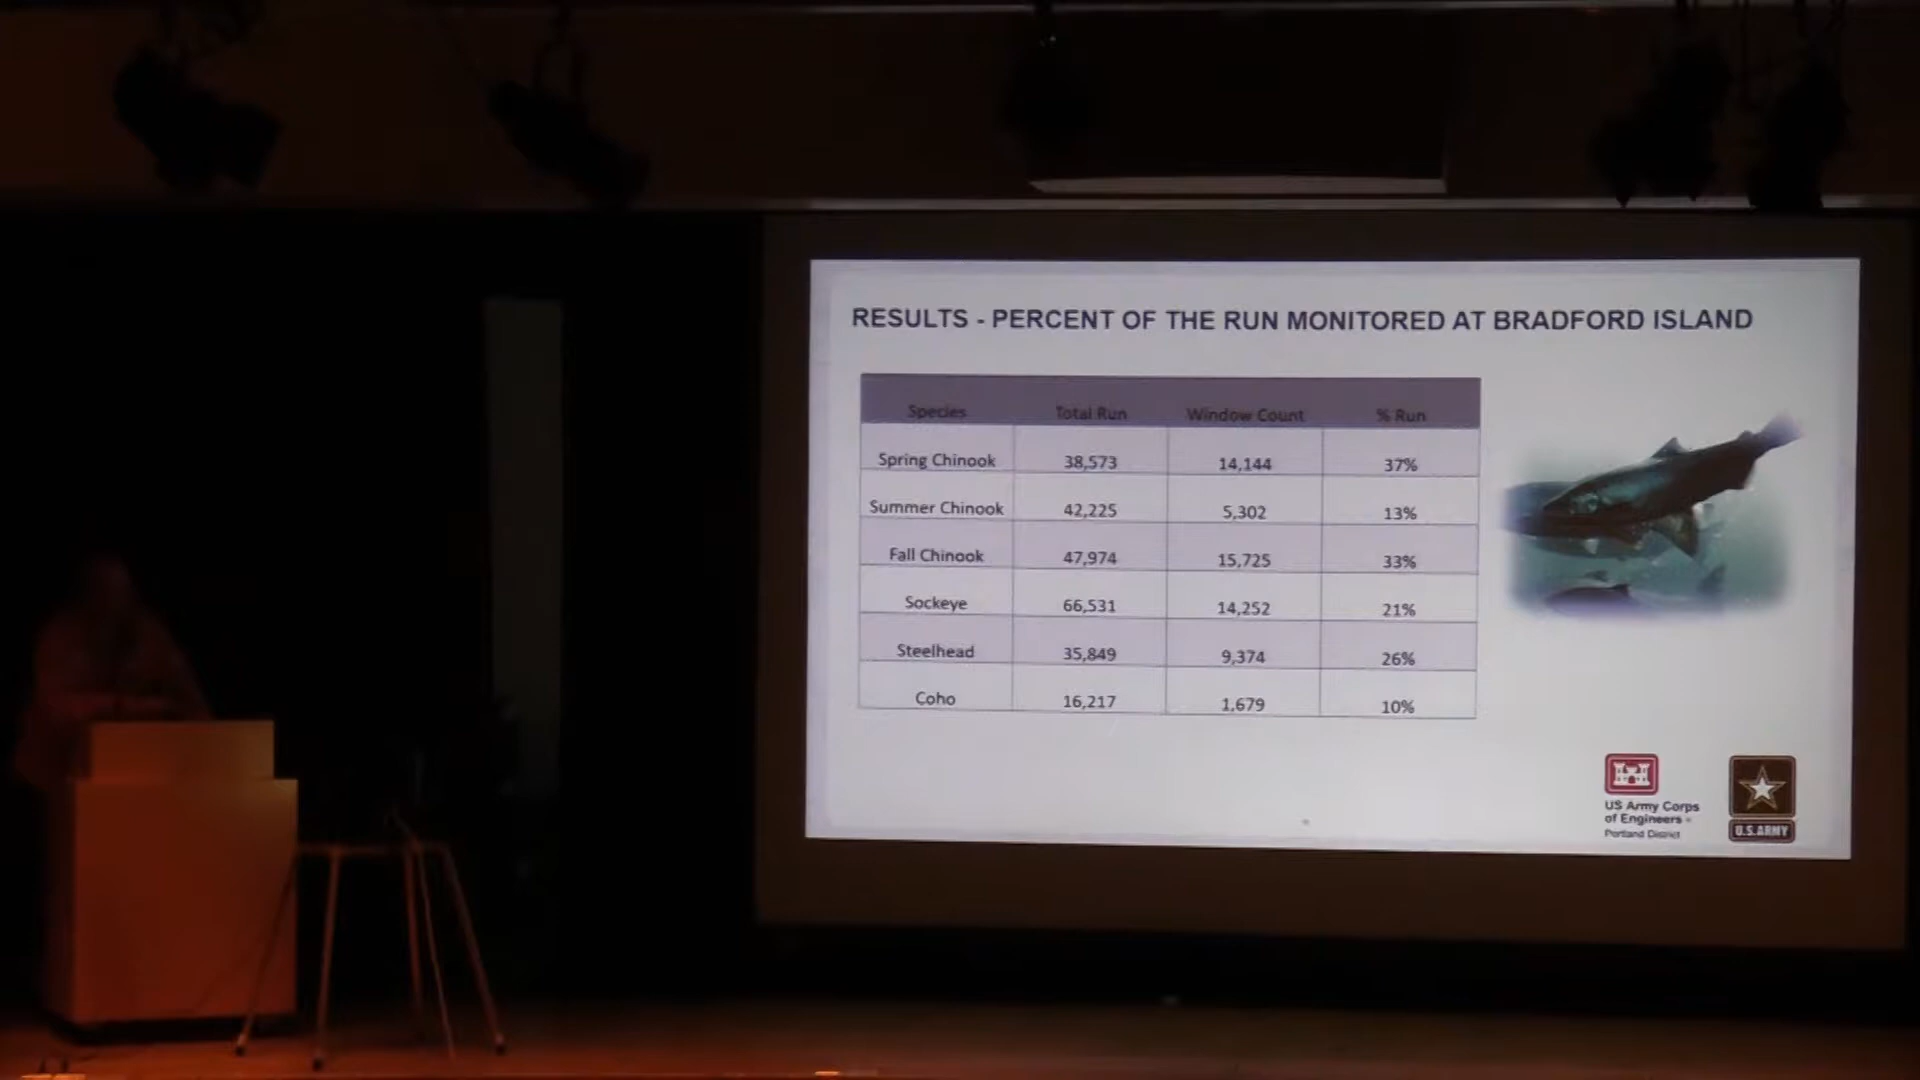 RESULTS - PERCENT OF THE RUN MONITORED AT BRADFORD ISLAND
Species Total Run Window Count % Run
Spring Chinook 38,573 14,144 37%
Summer Chinook 42,225 5,302 13%
Fall Chinook 47,974 15,725 33%
Sockeye 66,531 14,252 21%
Steelhead 35,849 9,374 26%
Coho 16,217 1,679 10%
US Army Corps
of Engineers
Portland District
U.S. ARMY